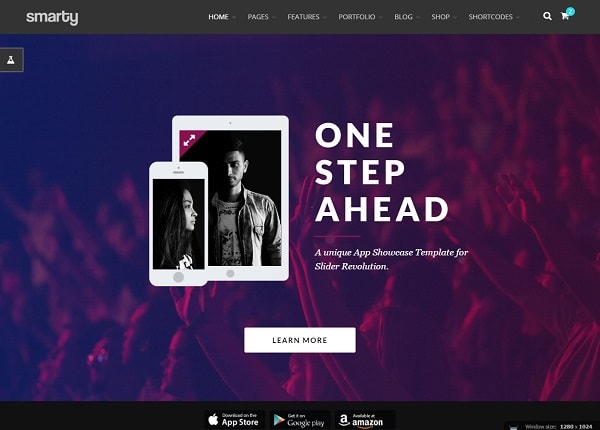 smarty
HOME PAGES FEATURES PORTFOLIO BLOG SHOP SHORTCODES
2
ONE
STEP
AHEAD
A unique App Showcase Template for
Slider Revolution.
LEARN MORE
Download on the
App Store
Get it on
Google play
Available at
amazon
Window size: 1280 x 1024